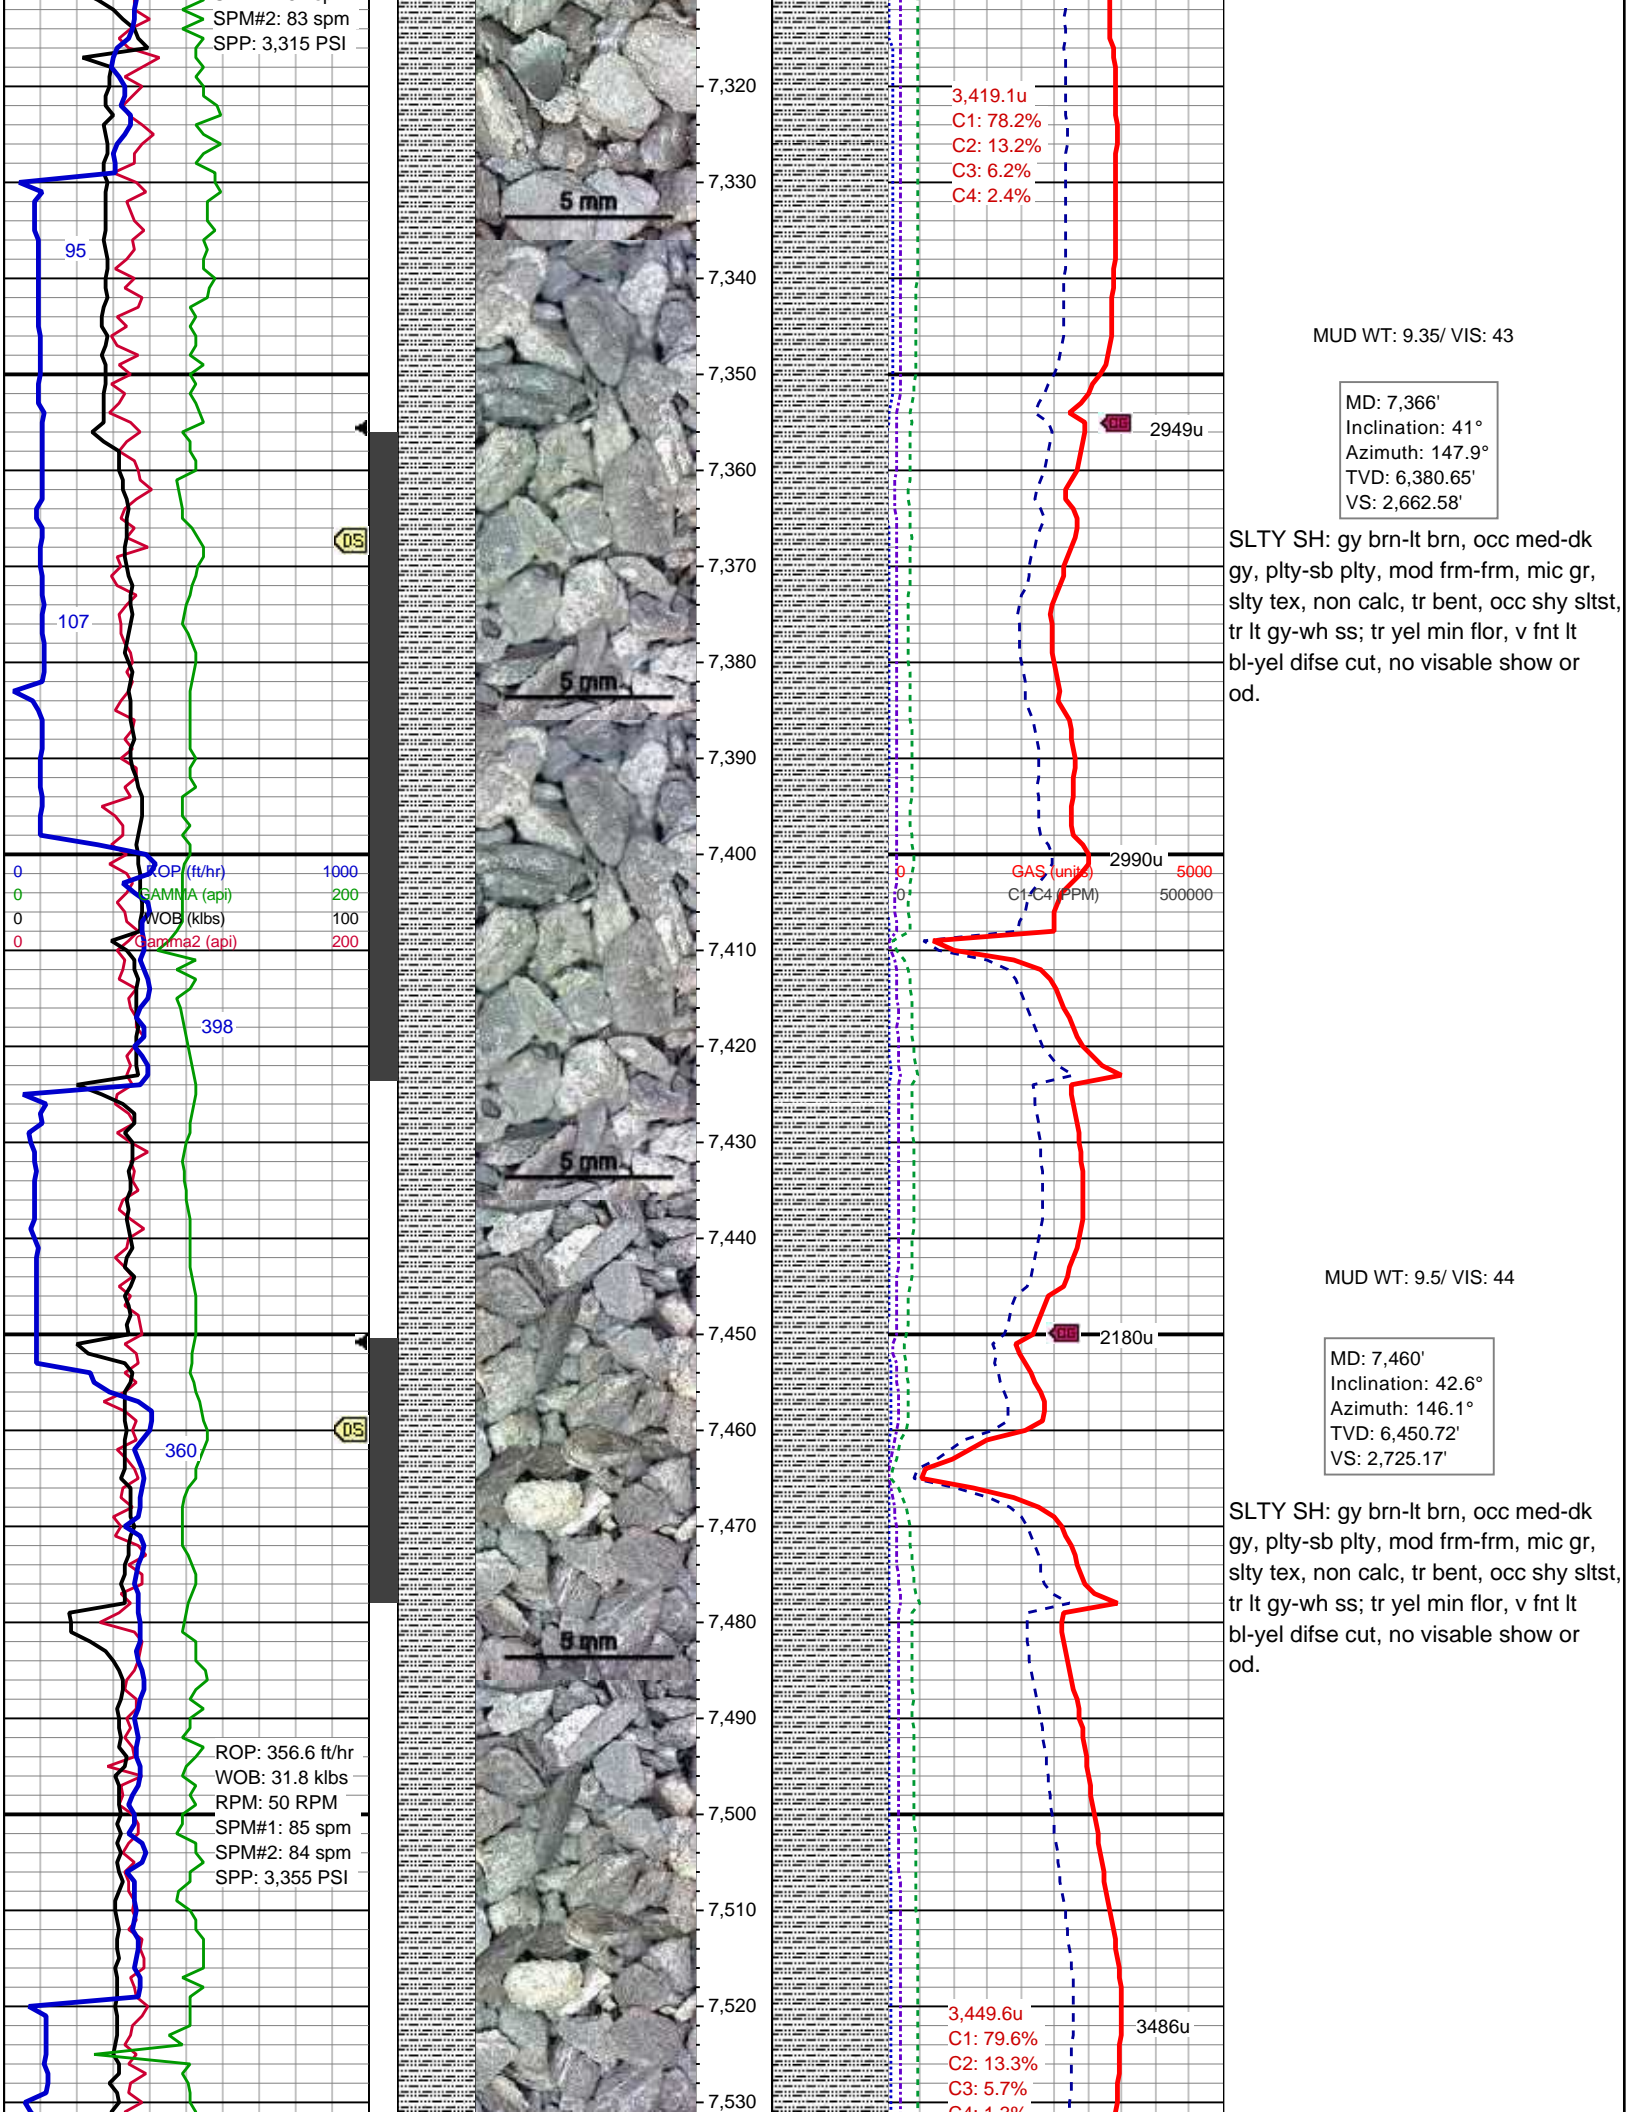 SPM#2: 83 spm
SPP: 3,315 PSI
7,320
3,419.1u
C1: 78.2%
C2: 13.2%
C3: 6.2%
C4: 2.4%
7,330
5 mm
95
7,340
MUD WT: 9.35/ VIS: 43
7,350
MD: 7,366'
Inclination: 41°
Azimuth: 147.9°
TVD: 6,380.65'
VS: 2,662.58'
2949u
7,360
DS
SLTY SH: gy brn-lt brn, occ med-dk
gy, plty-sb plty, mod frm-frm, mic gr,
slty tex, non calc, tr bent, occ shy sltst,
tr lt gy-wh ss; tr yel min flor, v fnt lt
bl-yel difse cut, no visable show or
od.
7,370
107
7,380
5 mm
7,390
7,400
2990u
0 ROP (ft/hr) 1000
0 GAMMA (api) 200
0 WOB (klbs) 100
0 Gamma2 (api) 200
0 GAS (units) 5000
0 C1-C4 (PPM) 500000
7,410
398
7,420
7,430
5 mm
7,440
MUD WT: 9.5/ VIS: 44
7,450
2180u
MD: 7,460'
Inclination: 42.6°
Azimuth: 146.1°
TVD: 6,450.72'
VS: 2,725.17'
7,460
DS
360
7,470
SLTY SH: gy brn-lt brn, occ med-dk
gy, plty-sb plty, mod frm-frm, mic gr,
slty tex, non calc, tr bent, occ shy sltst,
tr lt gy-wh ss; tr yel min flor, v fnt lt
bl-yel difse cut, no visable show or
od.
7,480
5 mm
7,490
ROP: 356.6 ft/hr
WOB: 31.8 klbs
RPM: 50 RPM
SPM#1: 85 spm
SPM#2: 84 spm
SPP: 3,355 PSI
7,500
7,510
7,520
3,449.6u
C1: 79.6%
C2: 13.3%
C3: 5.7%
C4: 1.3%
3486u
7,530